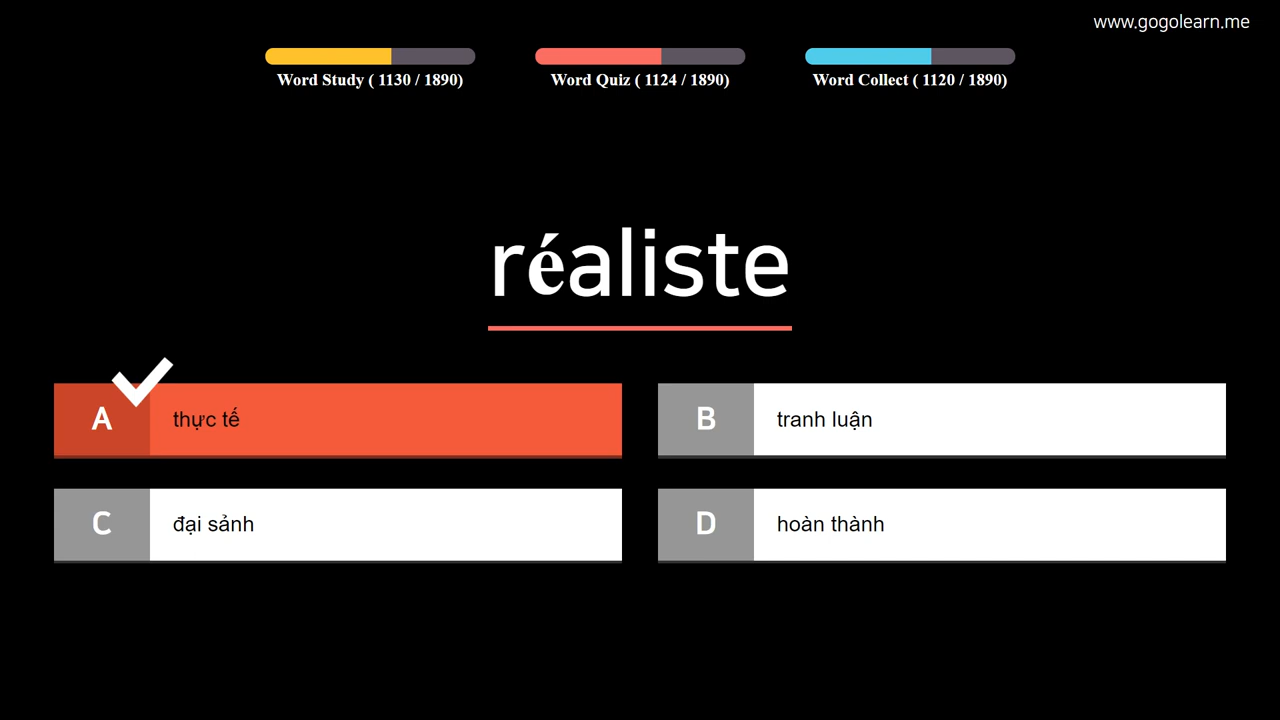 www.gogolearn.me
Word Study ( 1130 / 1890)
Word Quiz ( 1124 / 1890)
Word Collect ( 1120 / 1890)
réaliste
A thực tế
B tranh luận
C đại sảnh
D hoàn thành